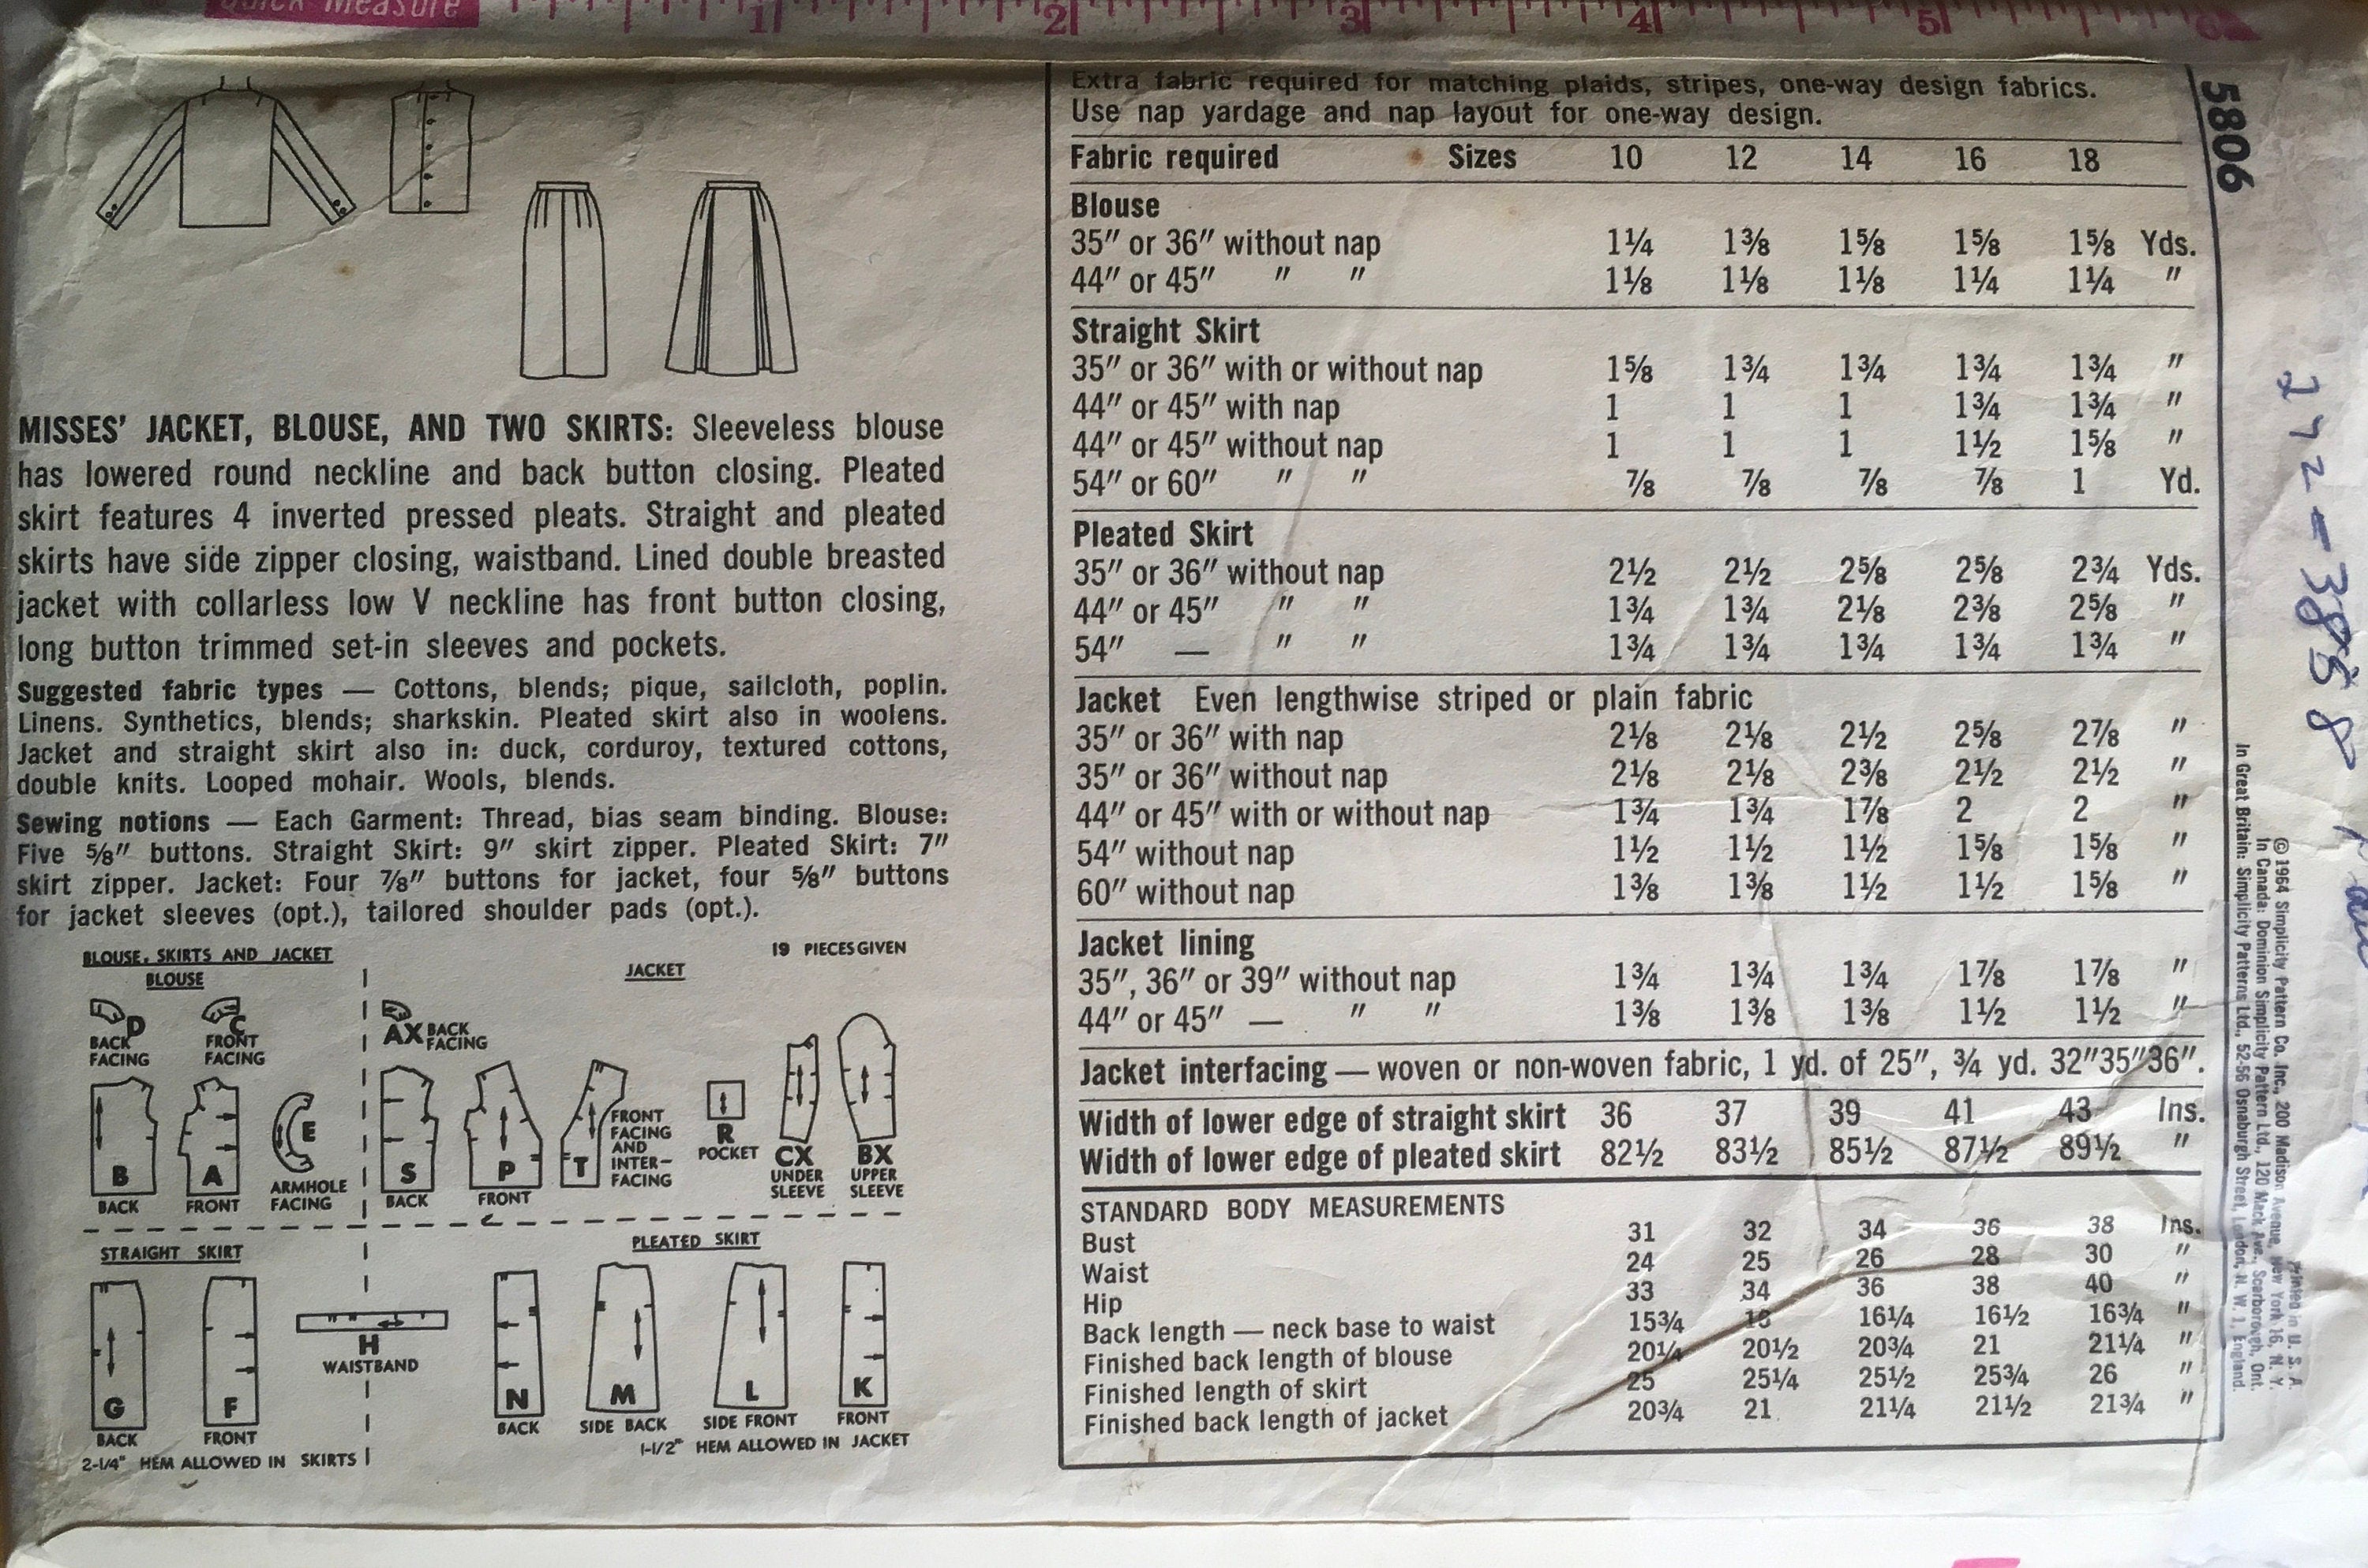 Quick Measure
1 2 3 4 5 6
MISSES' JACKET, BLOUSE, AND TWO SKIRTS: Sleeveless blouse
has lowered round neckline and back button closing. Pleated
skirt features 4 inverted pressed pleats. Straight and pleated
skirts have side zipper closing, waistband. Lined double breasted
jacket with collarless low V neckline has front button closing,
long button trimmed set-in sleeves and pockets.
Suggested fabric types — Cottons, blends; pique, sailcloth, poplin.
Linens. Synthetics, blends; sharkskin. Pleated skirt also in woolens.
Jacket and straight skirt also in: duck, corduroy, textured cottons,
double knits. Looped mohair. Wools, blends.
Sewing notions — Each Garment: Thread, bias seam binding. Blouse:
Five ⅝" buttons. Straight Skirt: 9" skirt zipper. Pleated Skirt: 7"
skirt zipper. Jacket: Four ⅞" buttons for jacket, four ⅝" buttons
for jacket sleeves (opt.), tailored shoulder pads (opt.).
BLOUSE, SKIRTS AND JACKET
19 PIECES GIVEN
BLOUSE
D BACK FACING
C FRONT FACING
B BACK
A FRONT
E ARMHOLE FACING
JACKET
AX BACK FACING
S BACK
P FRONT
T FRONT FACING AND INTER- FACING
R POCKET
CX UNDER SLEEVE
BX UPPER SLEEVE
STRAIGHT SKIRT
G BACK
F FRONT
H WAISTBAND
PLEATED SKIRT
N BACK
M SIDE BACK
L SIDE FRONT
K FRONT
2-1/4" HEM ALLOWED IN SKIRTS
1-1/2" HEM ALLOWED IN JACKET
Extra fabric required for matching plaids, stripes, one-way design fabrics.
Use nap yardage and nap layout for one-way design.
Fabric required Sizes 10 12 14 16 18
Blouse
35" or 36" without nap 1¼ 1⅜ 1⅝ 1⅝ 1⅝ Yds.
44" or 45" " " 1⅛ 1⅛ 1⅛ 1¼ 1¼ "
Straight Skirt
35" or 36" with or without nap 1⅝ 1¾ 1¾ 1¾ 1¾ "
44" or 45" with nap 1 1 1 1¾ 1¾ "
44" or 45" without nap 1 1 1 1½ 1⅝ "
54" or 60" " " ⅞ ⅞ ⅞ ⅞ 1 Yd.
Pleated Skirt
35" or 36" without nap 2½ 2½ 2⅝ 2⅝ 2¾ Yds.
44" or 45" " " 1¾ 1¾ 2⅛ 2⅜ 2⅝ "
54" — " " 1¾ 1¾ 1¾ 1¾ 1¾ "
Jacket Even lengthwise striped or plain fabric
35" or 36" with nap 2⅛ 2⅛ 2½ 2⅝ 2⅞ "
35" or 36" without nap 2⅛ 2⅛ 2⅜ 2½ 2½ "
44" or 45" with or without nap 1¾ 1¾ 1⅞ 2 2 "
54" without nap 1½ 1½ 1½ 1⅝ 1⅝ "
60" without nap 1⅜ 1⅜ 1½ 1½ 1⅝ "
Jacket lining
35", 36" or 39" without nap 1¾ 1¾ 1¾ 1⅞ 1⅞ "
44" or 45" — " " 1⅜ 1⅜ 1⅜ 1½ 1½ "
Jacket interfacing — woven or non-woven fabric, 1 yd. of 25", ¾ yd. 32"35"36".
Width of lower edge of straight skirt 36 37 39 41 43 Ins.
Width of lower edge of pleated skirt 82½ 83½ 85½ 87½ 89½ "
STANDARD BODY MEASUREMENTS
Bust 31 32 34 36 38 Ins.
Waist 24 25 26 28 30 "
Hip 33 34 36 38 40 "
Back length — neck base to waist 15¾ 16¼ 16½ 16¾ "
Finished back length of blouse 20¼ 20½ 20¾ 21 21¼ "
Finished length of skirt 25 25¼ 25½ 25¾ 26 "
Finished back length of jacket 20¾ 21 21¼ 21½ 21¾ "
5806
Printed in U. S. A.
© 1964 Simplicity Pattern Co. Inc., 200 Madison Avenue, New York 16, N. Y.
In Canada: Dominion Simplicity Pattern Ltd., 120 Mack Ave., Scarborough, Ont.
In Great Britain: Simplicity Patterns Ltd., 52-56 Osnaburgh Street, London, N. W. 1, England.